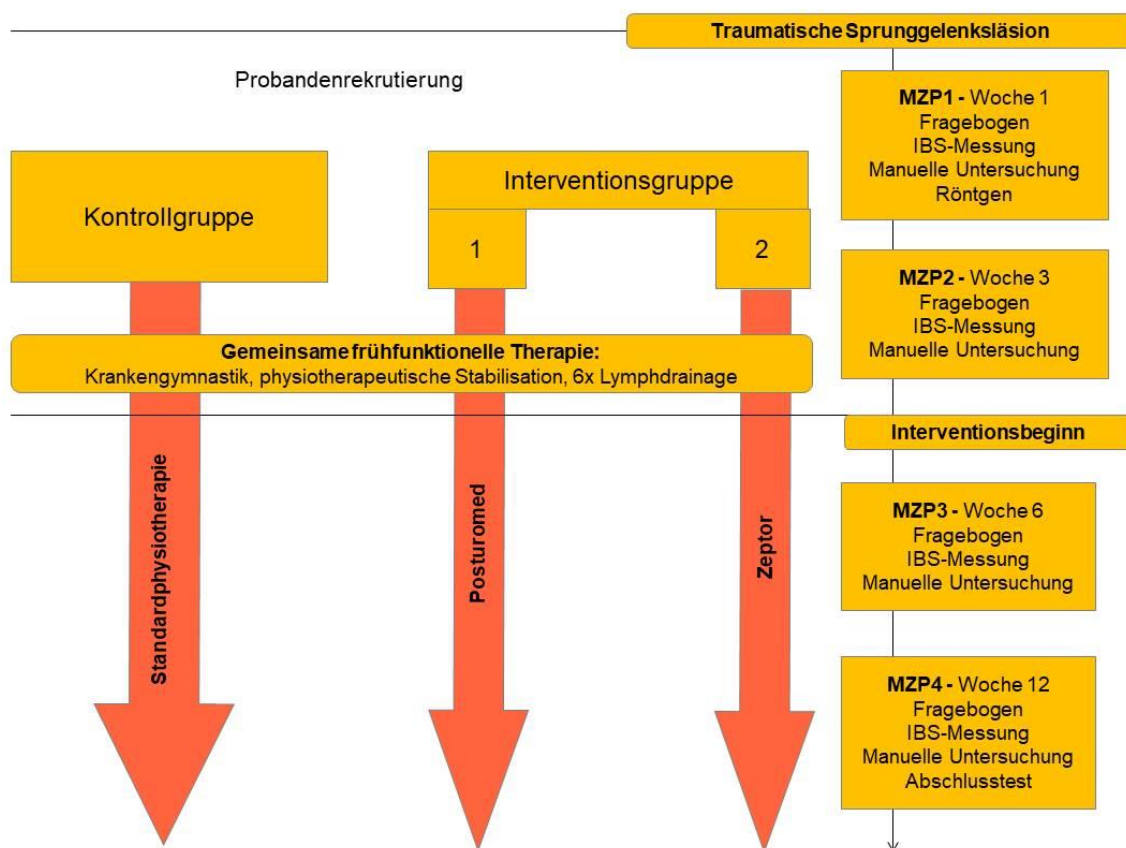 Traumatische Sprunggelenksläsion
Probandenrekrutierung
MZP1 - Woche 1
Fragebogen
IBS-Messung
Manuelle Untersuchung
Röntgen
Kontrollgruppe
Interventionsgruppe
1
2
MZP2 - Woche 3
Fragebogen
IBS-Messung
Manuelle Untersuchung
Gemeinsame frühfunktionelle Therapie:
Krankengymnastik, physiotherapeutische Stabilisation, 6x Lymphdrainage
Interventionsbeginn
Standardphysiotherapie
Posturomed
Zeptor
MZP3 - Woche 6
Fragebogen
IBS-Messung
Manuelle Untersuchung
MZP4 - Woche 12
Fragebogen
IBS-Messung
Manuelle Untersuchung
Abschlusstest